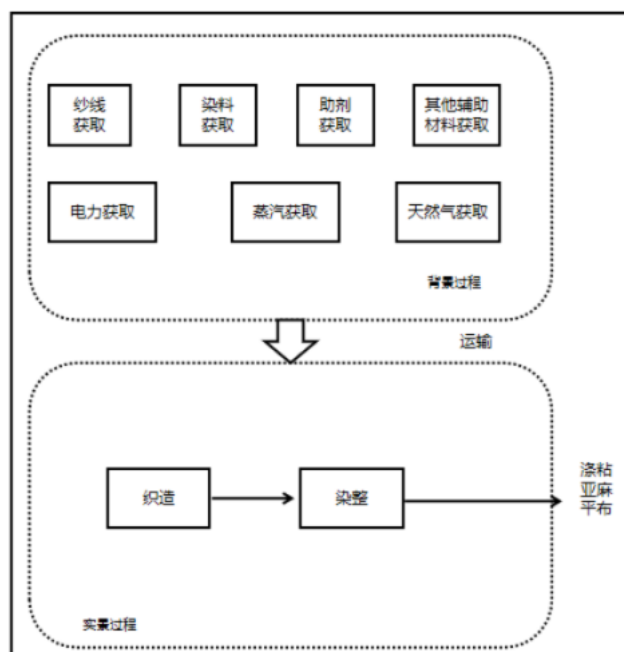 纱线
获取
染料
获取
助剂
获取
其他辅助
材料获取
电力获取
蒸汽获取
天然气获取
背景过程
运输
织造
染整
涤粘
亚麻
平布
实景过程